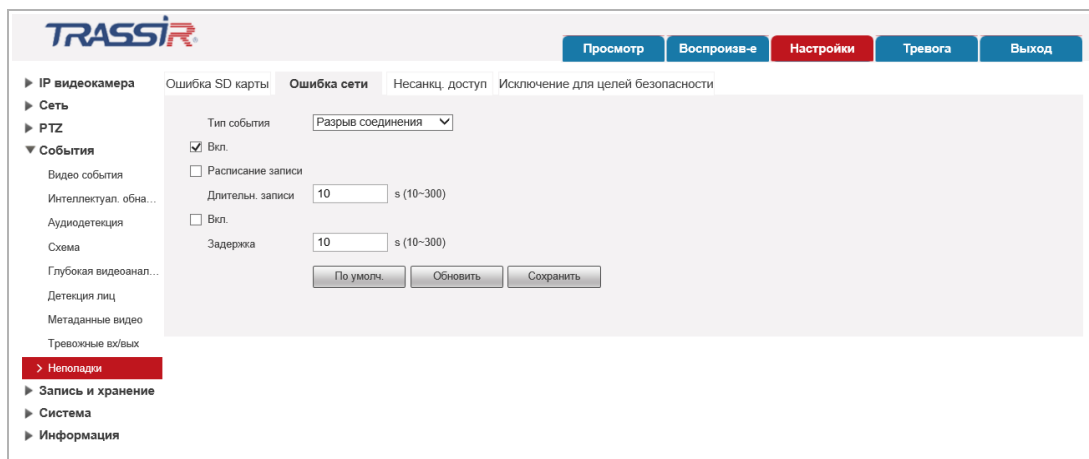 TRASSIR
Просмотр Воспроизв-е Настройки Тревога Выход
IP видеокамера
Сеть
PTZ
События
Видео события
Интеллектуал. обна...
Аудиодетекция
Схема
Глубокая видеоанал...
Детекция лиц
Метаданные видео
Тревожные вх/вых
Неполадки
Запись и хранение
Система
Информация
Ошибка SD карты Ошибка сети Несанкц. доступ Исключение для целей безопасности
Тип события Разрыв соединения
Вкл.
Расписание записи
Длительн. записи 10 s (10~300)
Вкл.
Задержка 10 s (10~300)
По умолч. Обновить Сохранить